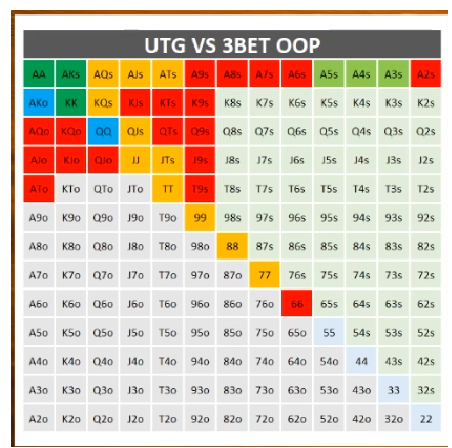 UTG VS 3BET OOP
AA AKs AQs AJs ATs A9s A8s A7s A6s A5s A4s A3s A2s
AKo KK KQs KJs KTs K9s K8s K7s K6s K5s K4s K3s K2s
AQo KQo QQ QJs QTs Q9s Q8s Q7s Q6s Q5s Q4s Q3s Q2s
AJo KJo QJo JJ JTs J9s J8s J7s J6s J5s J4s J3s J2s
ATo KTo QTo JTo TT T9s T8s T7s T6s T5s T4s T3s T2s
A9o K9o Q9o J9o T9o 99 98s 97s 96s 95s 94s 93s 92s
A8o K8o Q8o J8o T8o 98o 88 87s 86s 85s 84s 83s 82s
A7o K7o Q7o J7o T7o 97o 87o 77 76s 75s 74s 73s 72s
A6o K6o Q6o J6o T6o 96o 86o 76o 66 65s 64s 63s 62s
A5o K5o Q5o J5o T5o 95o 85o 75o 65o 55 54s 53s 52s
A4o K4o Q4o J4o T4o 94o 84o 74o 64o 54o 44 43s 42s
A3o K3o Q3o J3o T3o 93o 83o 73o 63o 53o 43o 33 32s
A2o K2o Q2o J2o T2o 92o 82o 72o 62o 52o 42o 32o 22